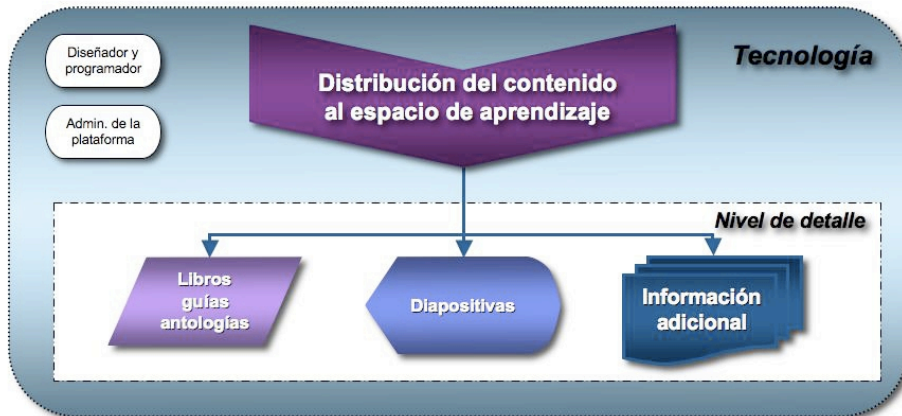 Diseñador y
programador
Tecnología
Distribución del contenido
al espacio de aprendizaje
Admin. de la
plataforma
Nivel de detalle
Libros
guías
antologías
Diapositivas
Información
adicional